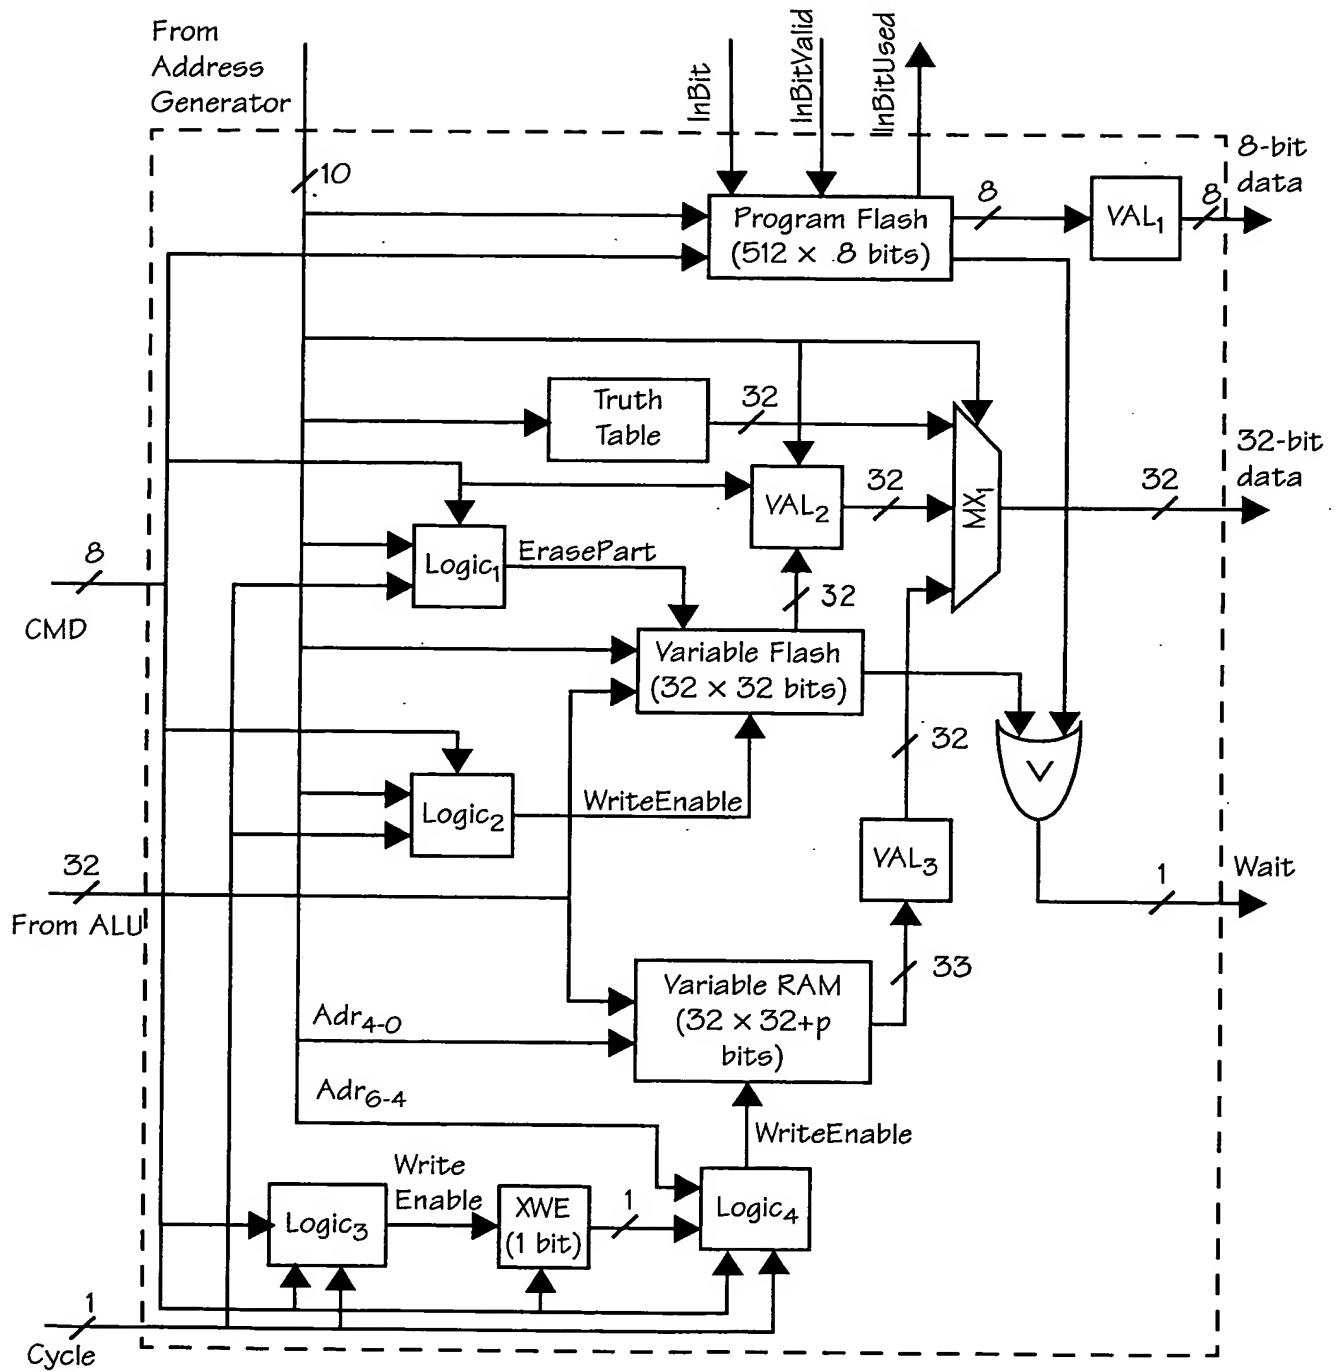 From
Address
Generator
InBit
InBitValid
InBitUsed
10
8-bit
data
Program Flash
(512 × 8 bits)
8
VAL1
8
Truth
Table
32
32-bit
data
VAL2
32
MX1
32
8
CMD
Logic1
ErasePart
32
Variable Flash
(32 × 32 bits)
32
V
Logic2
WriteEnable
VAL3
32
From ALU
1
Wait
33
Variable RAM
(32 × 32+p
bits)
Adr4-0
Adr6-4
WriteEnable
Write
Enable
Logic3
XWE
(1 bit)
1
Logic4
1
Cycle